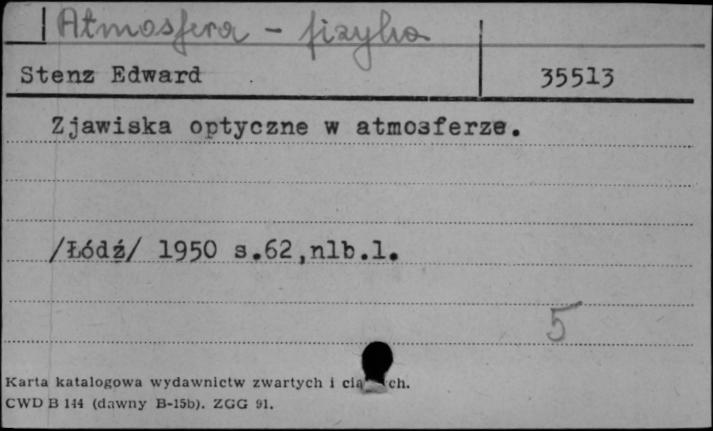 Atmosfera - fizyka
Stenz Edward 35513
Zjawiska optyczne w atmosferze.
/Łódź/ 1950 s.62,nlb.1.
5
Karta katalogowa wydawnictw zwartych i
CWD B 144 (dawny B-15b). ZGG 91.